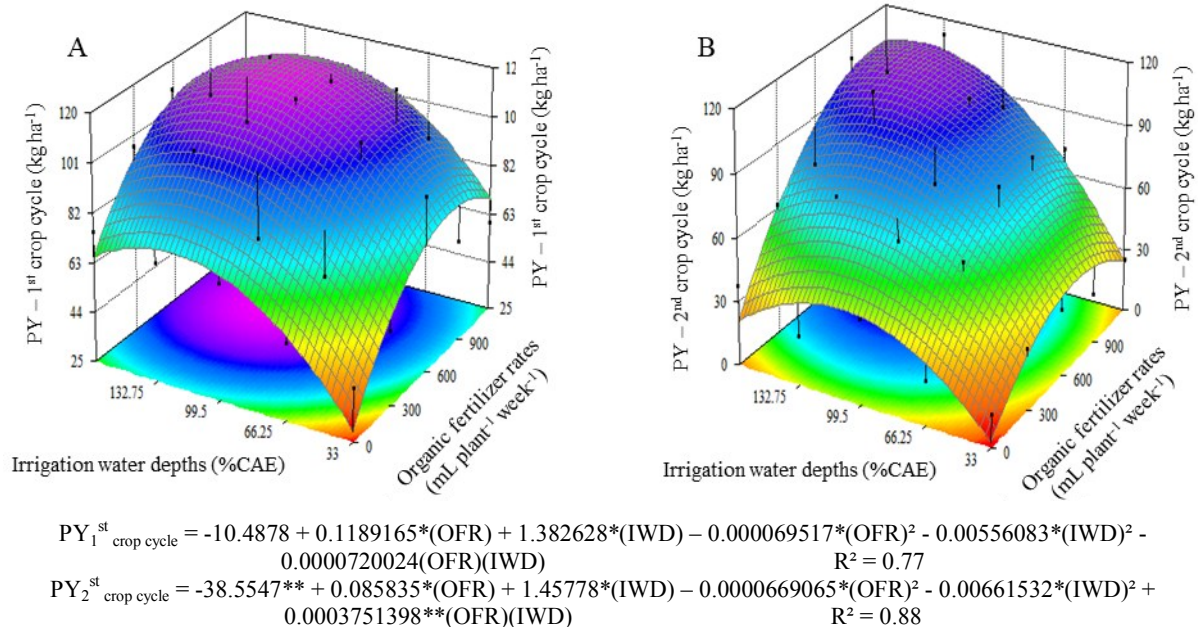 A
B
PY – 1st crop cycle (kg ha-1)
120
101
82
63
44
25
12
10
82
63
44
25
PY – 1st crop cycle (kg ha-1)
132.75
99.5
66.25
33
0
300
600
900
Irrigation water depths (%CAE)
Organic fertilizer rates
(mL plant-1 week-1)
PY – 2nd crop cycle (kg ha-1)
120
90
60
30
0
120
90
60
30
0
PY – 2nd crop cycle (kg ha-1)
132.75
99.5
66.25
33
0
300
600
900
Irrigation water depths (%CAE)
Organic fertilizer rates
(mL plant-1 week-1)
PY1st crop cycle = -10.4878 + 0.1189165*(OFR) + 1.382628*(IWD) – 0.000069517*(OFR)² - 0.00556083*(IWD)² -
0.0000720024(OFR)(IWD) R² = 0.77
PY2st crop cycle = -38.5547** + 0.085835*(OFR) + 1.45778*(IWD) – 0.0000669065*(OFR)² - 0.00661532*(IWD)² +
0.0003751398**(OFR)(IWD) R² = 0.88